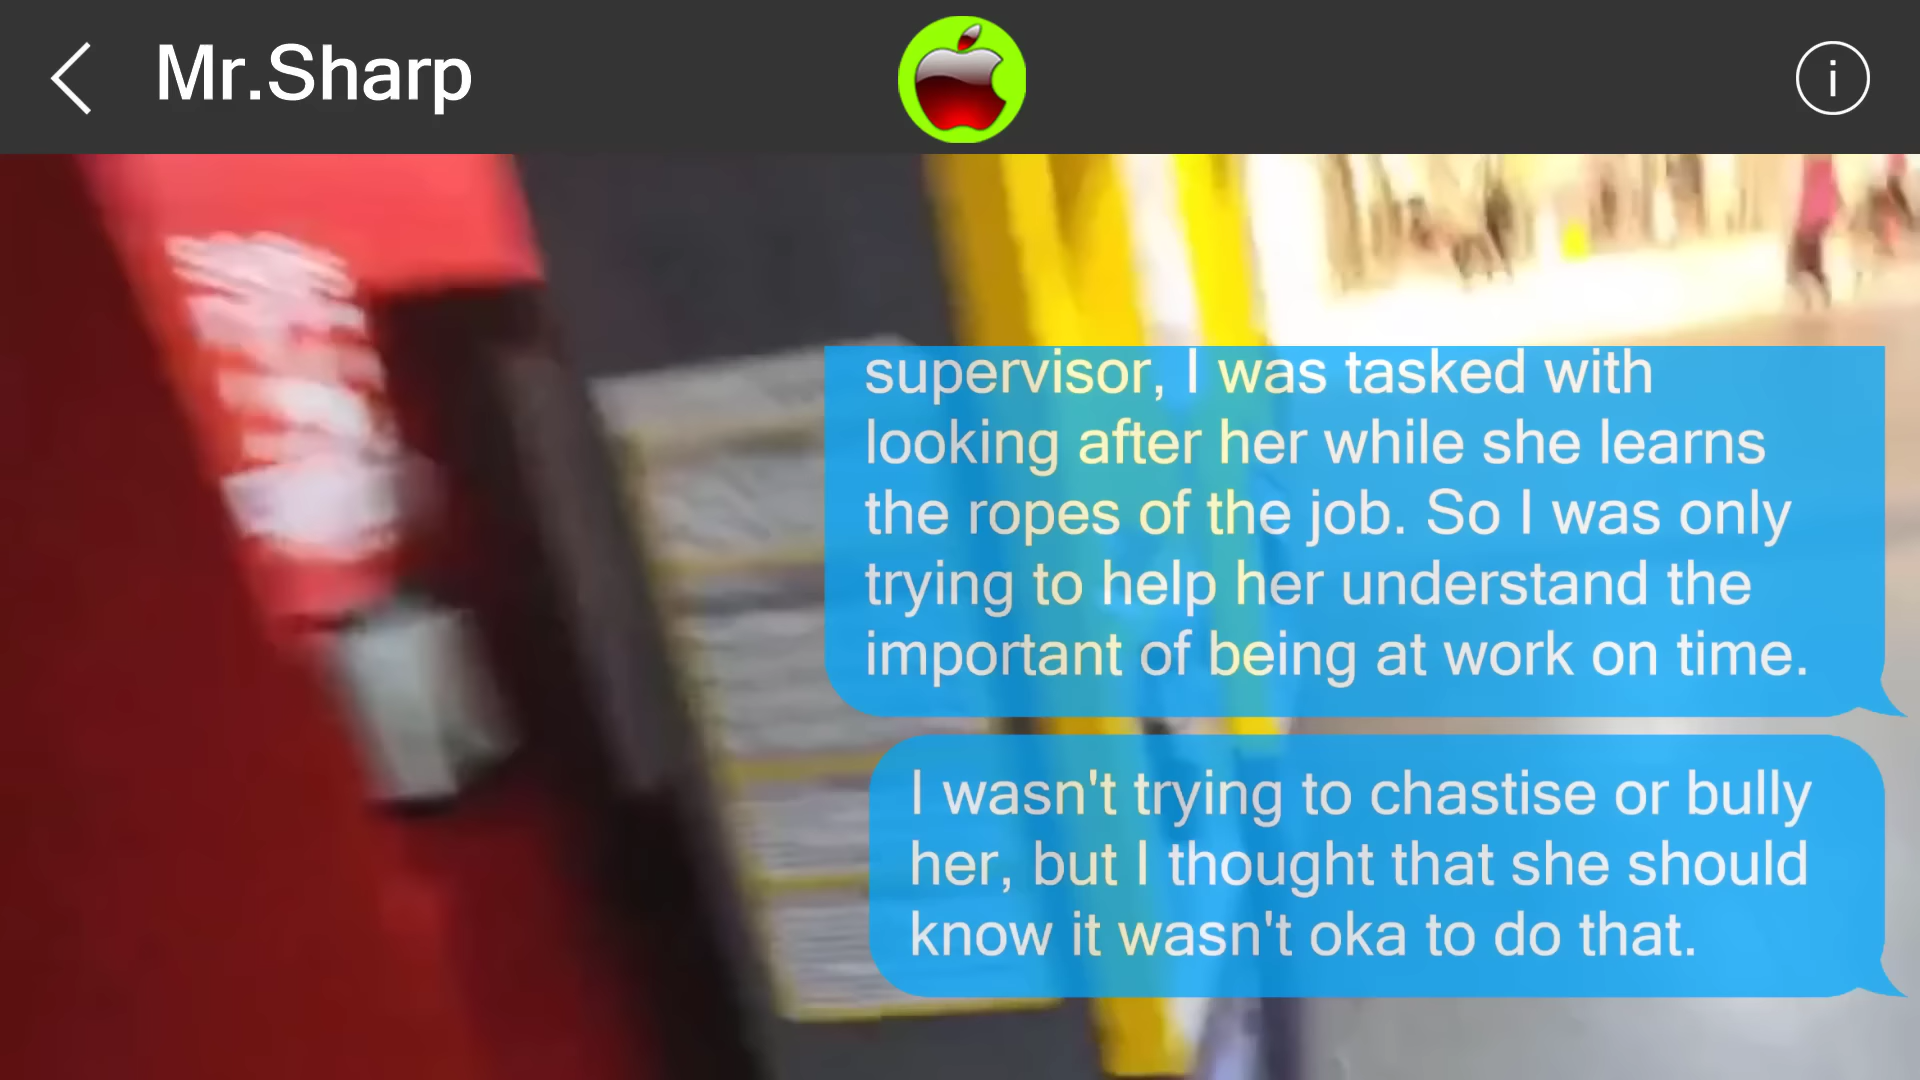 Mr.Sharp
supervisor, I was tasked with
looking after her while she learns
the ropes of the job. So I was only
trying to help her understand the
important of being at work on time.
I wasn't trying to chastise or bully
her, but I thought that she should
know it wasn't oka to do that.